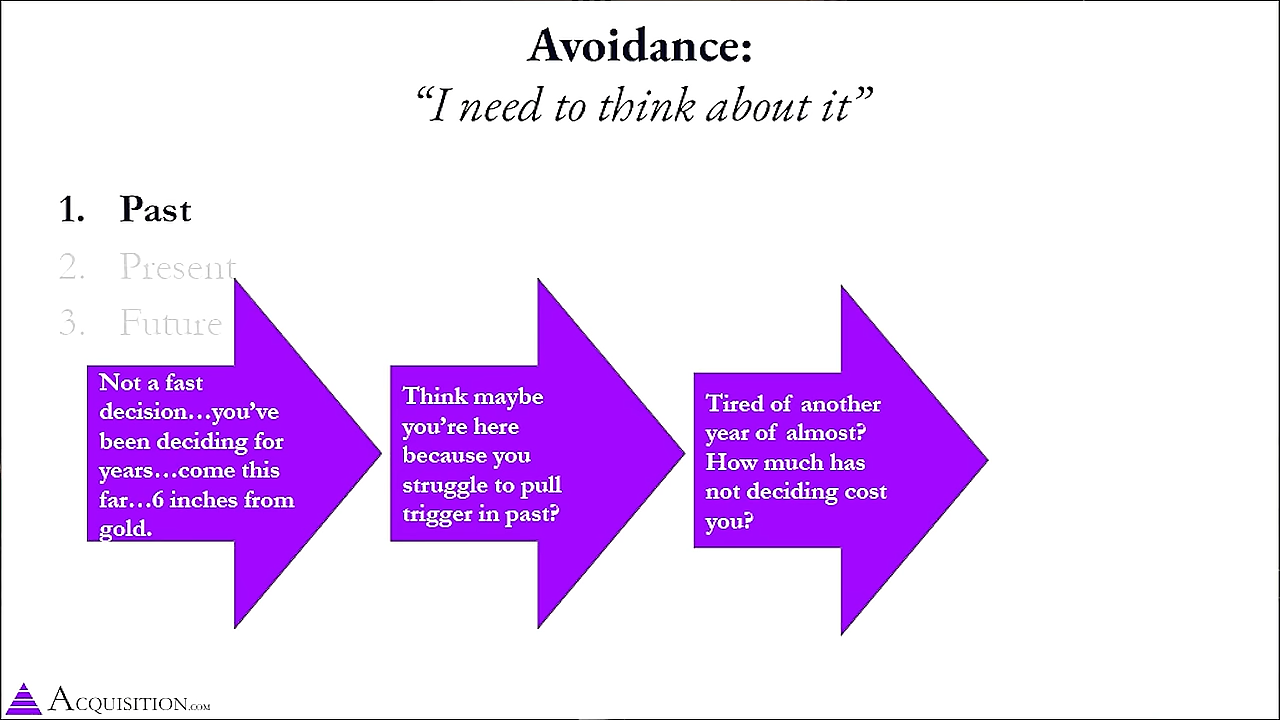 Avoidance:
“I need to think about it”
1. Past
2. Present
3. Future
Not a fast
decision…you’ve
been deciding for
years…come this
far…6 inches from
gold.
Think maybe
you’re here
because you
struggle to pull
trigger in past?
Tired of another
year of almost?
How much has
not deciding cost
you?
ACQUISITION.COM